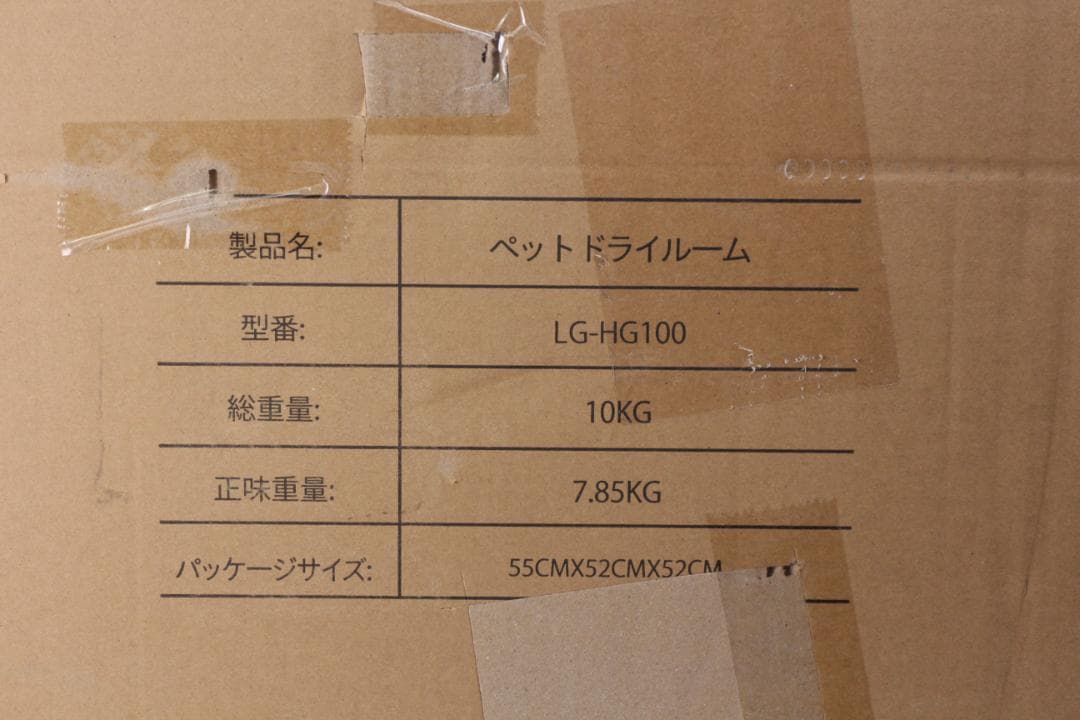 製品名: ペットドライルーム
型番: LG-HG100
総重量: 10KG
正味重量: 7.85KG
パッケージサイズ: 55CMX52CMX52CM